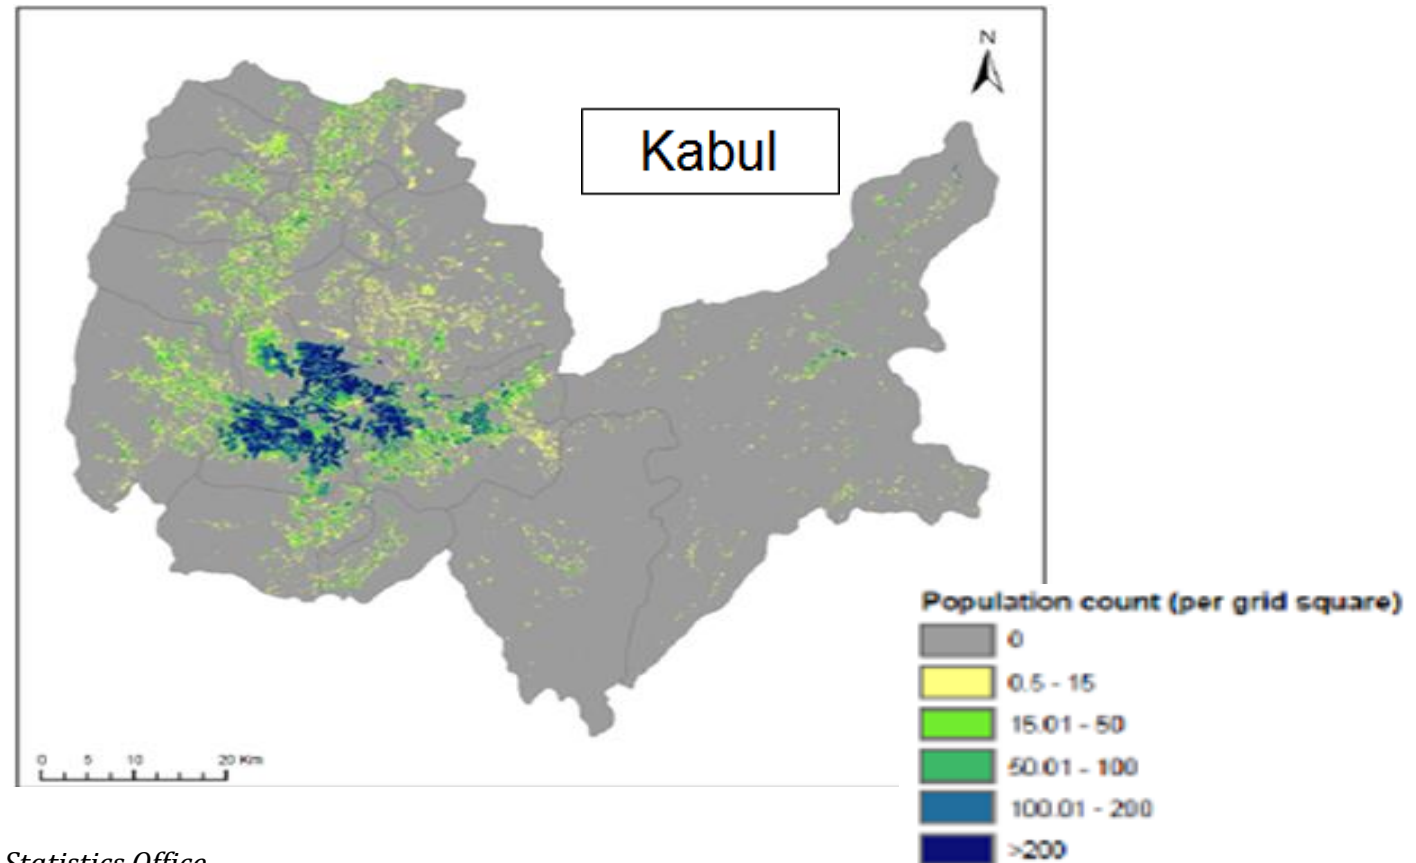 N
Kabul
0 5 10 20 Km
Population count (per grid square)
0
0.5 - 15
15.01 - 50
50.01 - 100
100.01 - 200
>200
Statistics Office